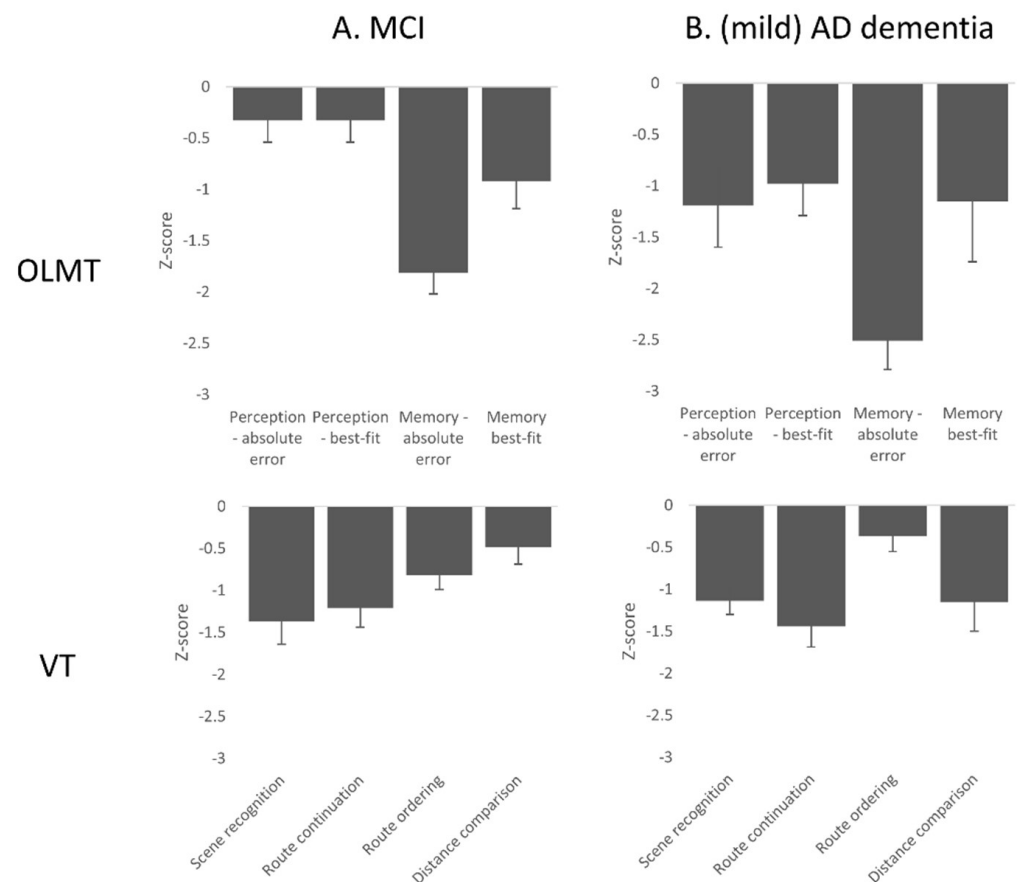 A. MCI
B. (mild) AD dementia
OLMT
Z-score
0
-0.5
-1
-1.5
-2
-2.5
-3
Perception
- absolute
error
Perception
- best-fit
Memory -
absolute
error
Memory
best-fit
Z-score
0
-0.5
-1
-1.5
-2
-2.5
-3
Perception
- absolute
error
Perception
- best-fit
Memory -
absolute
error
Memory
best-fit
VT
Z-score
0
-0.5
-1
-1.5
-2
-2.5
-3
Scene recognition
Route continuation
Route ordering
Distance comparison
Z-score
0
-0.5
-1
-1.5
-2
-2.5
-3
Scene recognition
Route continuation
Route ordering
Distance comparison